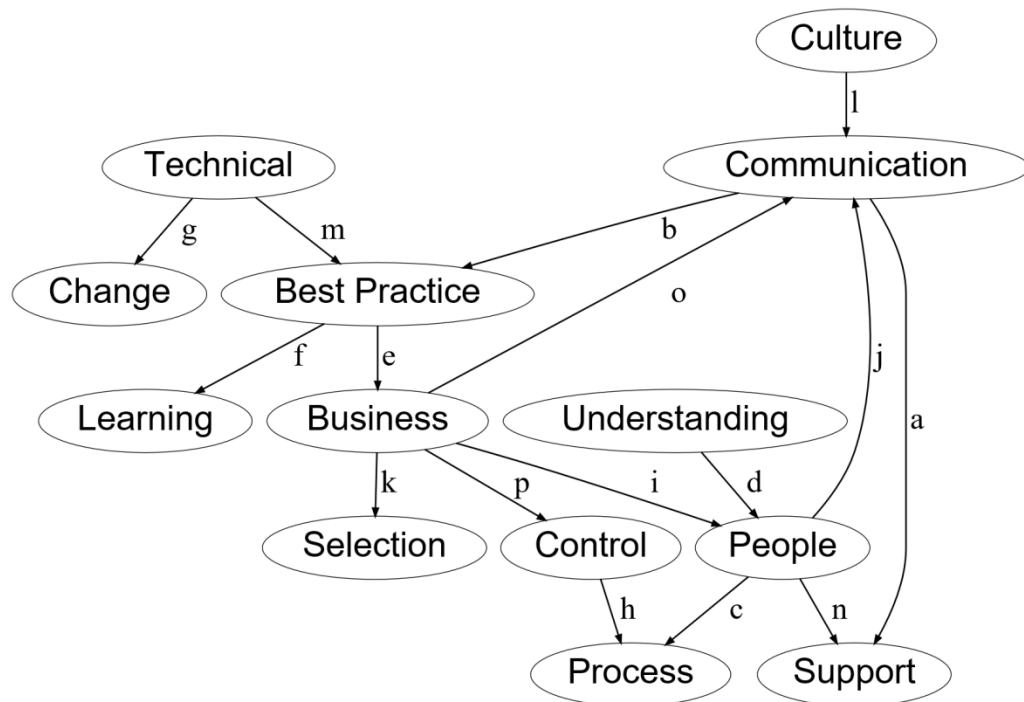 Culture
l
Technical
Communication
g
m
b
Change
Best Practice
o
f
e
j
Learning
Business
Understanding
a
k
p
i
d
Selection
Control
People
h
c
n
Process
Support